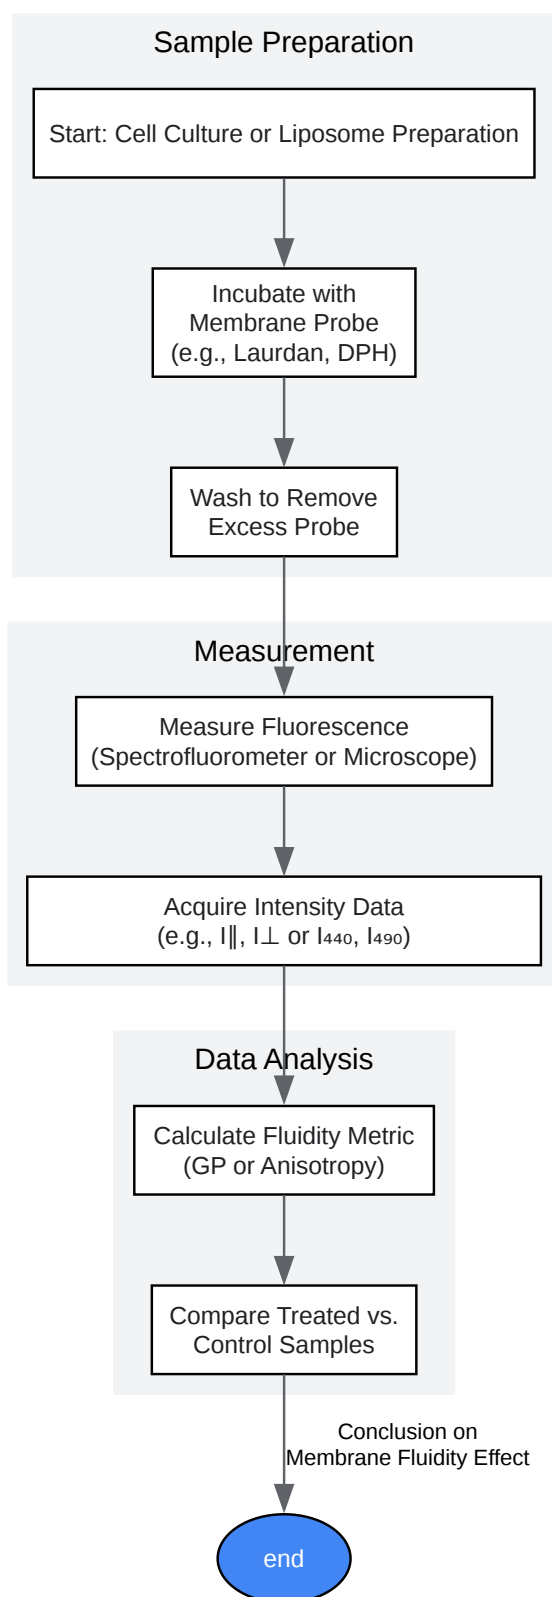 Sample Preparation
Start: Cell Culture or Liposome Preparation
Incubate with
Membrane Probe
(e.g., Laurdan, DPH)
Wash to Remove
Excess Probe
Measurement
Measure Fluorescence
(Spectrofluorometer or Microscope)
Acquire Intensity Data
(e.g., I∥, I⊥ or I₄₄₀, I₄₉₀)
Data Analysis
Calculate Fluidity Metric
(GP or Anisotropy)
Compare Treated vs.
Control Samples
Conclusion on
Membrane Fluidity Effect
end